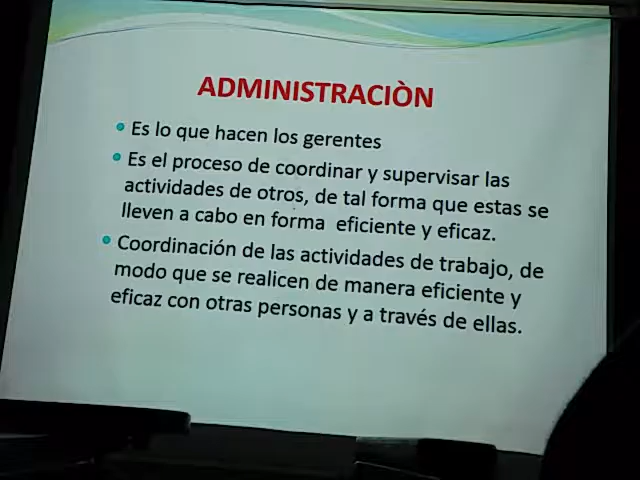 ADMINISTRACIÒN
• Es lo que hacen los gerentes
• Es el proceso de coordinar y supervisar las
actividades de otros, de tal forma que estas se
lleven a cabo en forma eficiente y eficaz.
• Coordinación de las actividades de trabajo, de
modo que se realicen de manera eficiente y
eficaz con otras personas y a través de ellas.